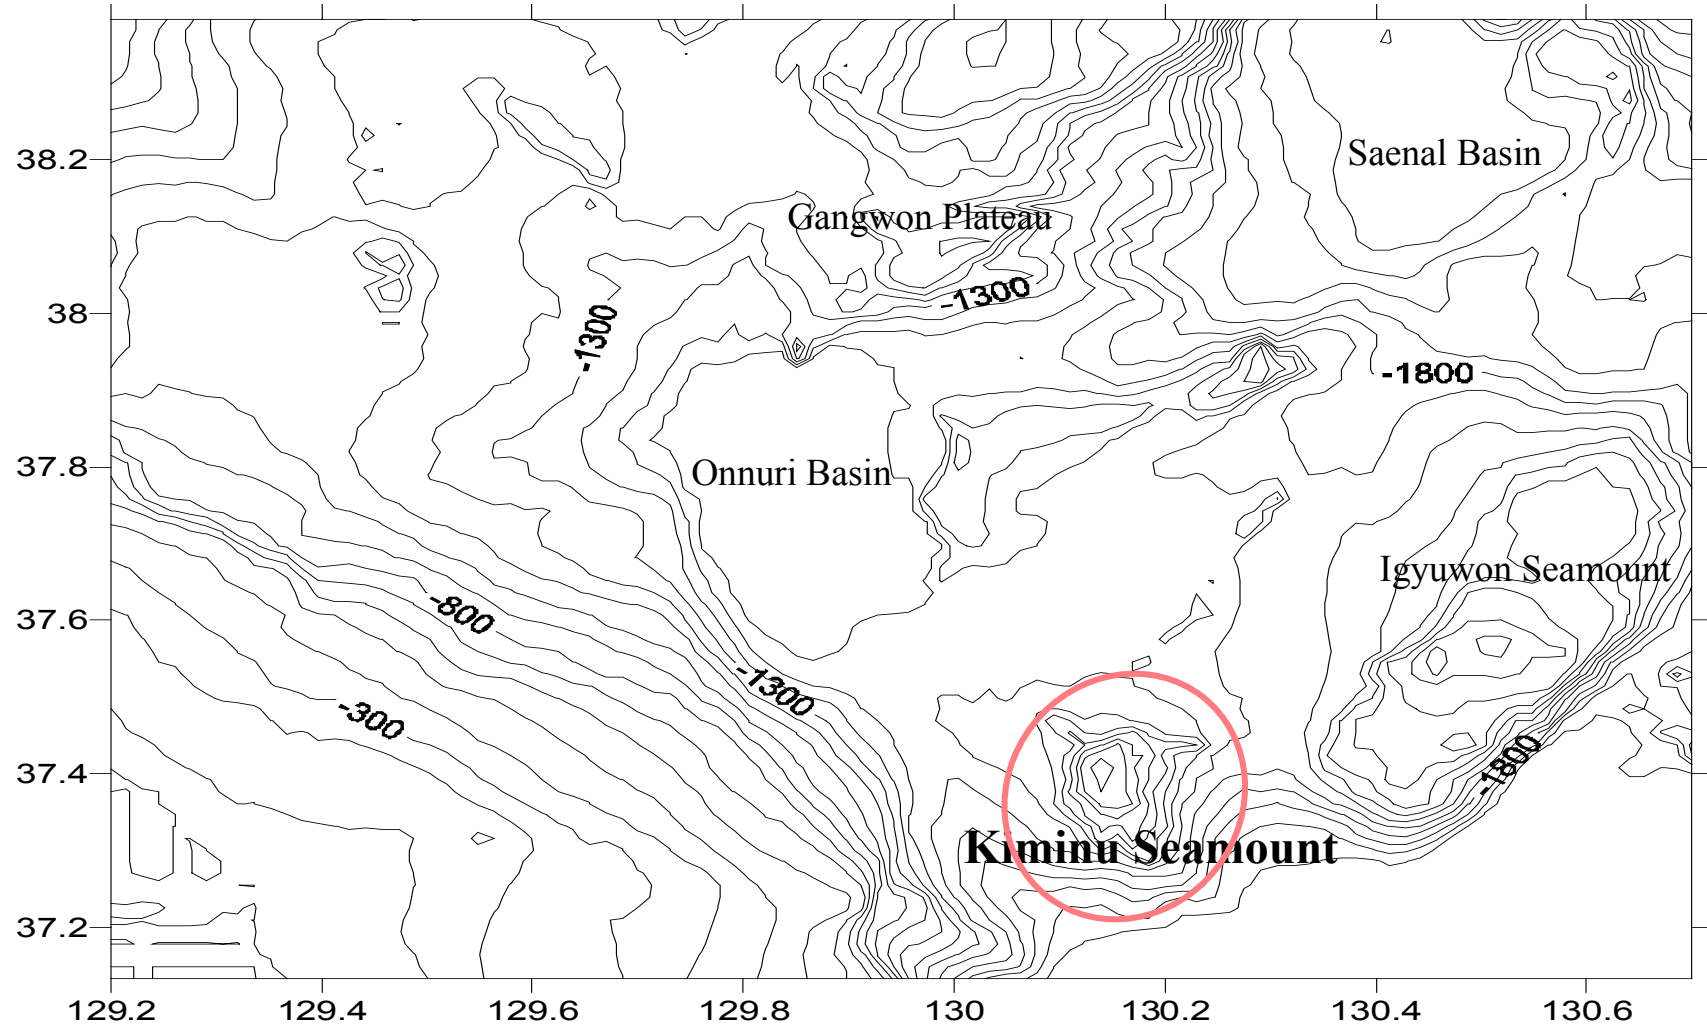 38.2
Saenal Basin
Gangwon Plateau
-1300
38
-1300
-1800
37.8
Onnuri Basin
Igyuwon Seamount
37.6
-800
-1300
-300
37.4
-1800
Kiminu Seamount
37.2
129.2 129.4 129.6 129.8 130 130.2 130.4 130.6